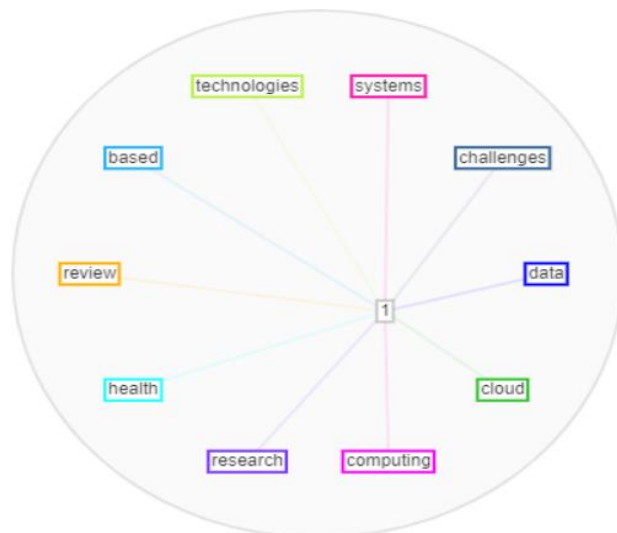 technologies
systems
based
challenges
review
data
1
health
cloud
research
computing